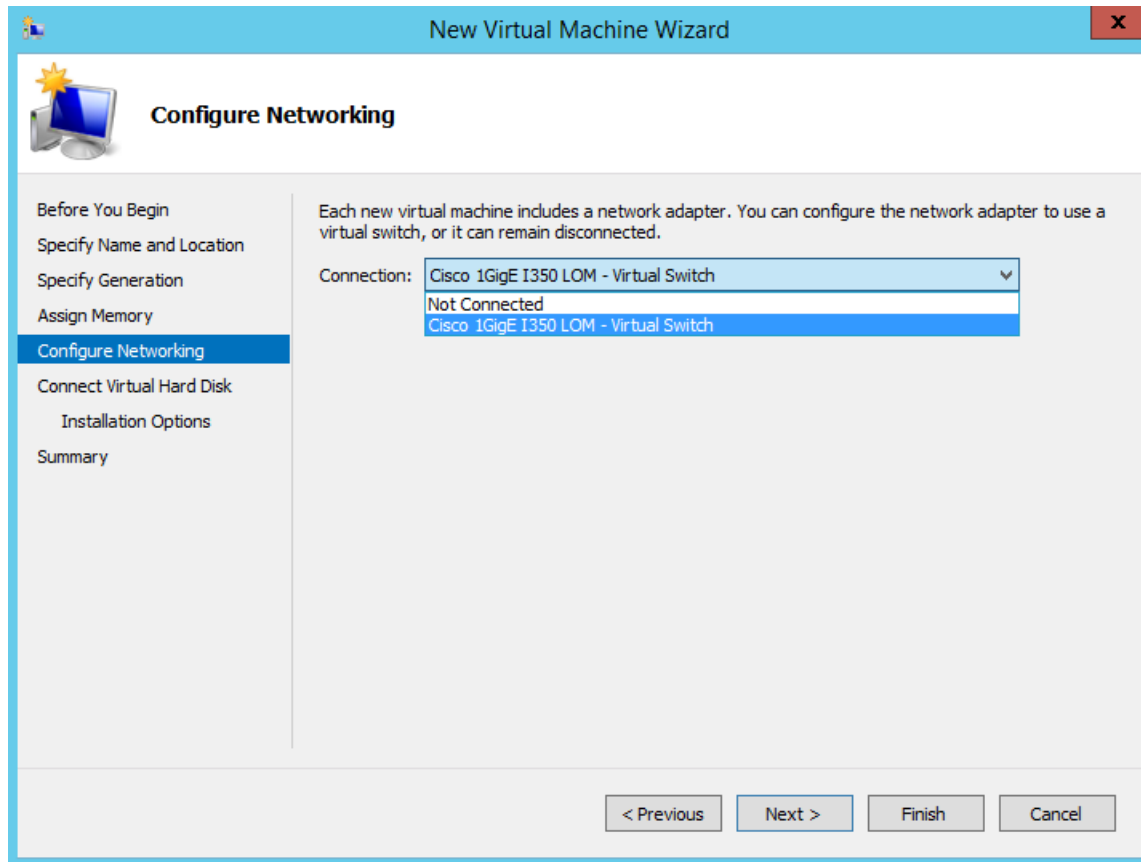 New Virtual Machine Wizard
x
Configure Networking
Before You Begin
Specify Name and Location
Specify Generation
Assign Memory
Configure Networking
Connect Virtual Hard Disk
Installation Options
Summary
Each new virtual machine includes a network adapter. You can configure the network adapter to use a
virtual switch, or it can remain disconnected.
Connection: Cisco 1GigE I350 LOM - Virtual Switch
Not Connected
Cisco 1GigE I350 LOM - Virtual Switch
< Previous Next > Finish Cancel